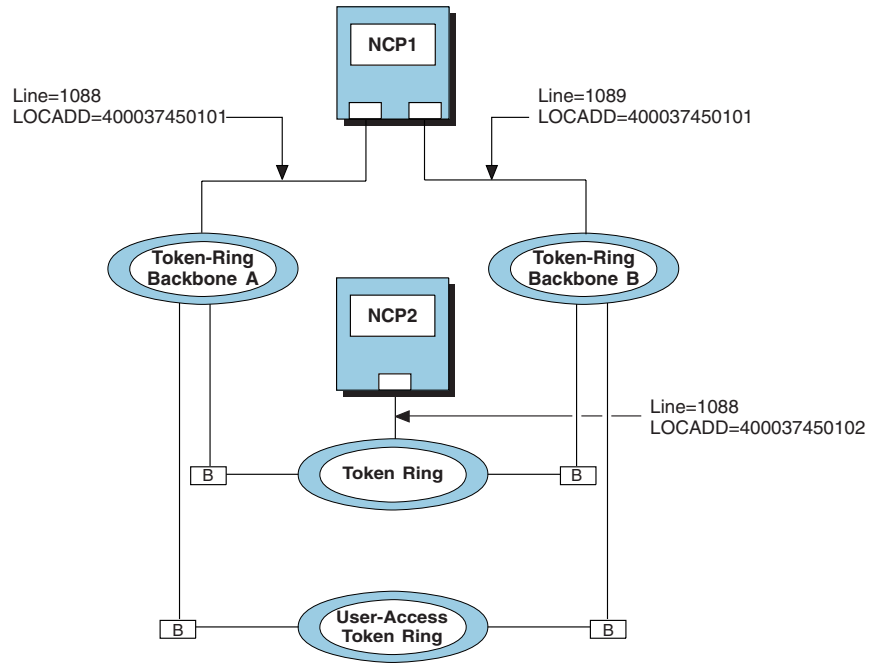 NCP1
Line=1088
LOCADD=400037450101
Line=1089
LOCADD=400037450101
Token-Ring
Backbone A
Token-Ring
Backbone B
NCP2
Line=1088
LOCADD=400037450102
B
Token Ring
B
B
User-Access
Token Ring
B